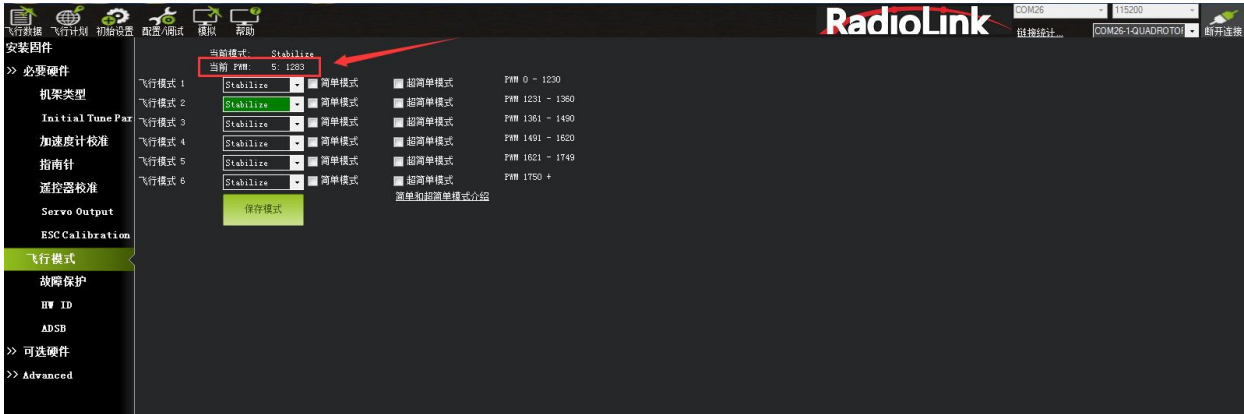 飞行数据 飞行计划 初始设置 配置/调试 模拟 帮助
RadioLink
COM26 115200
链接统计... COM26-1-QUADROTOR 断开连接
安装固件
>> 必要硬件
机架类型
Initial Tune Par
加速度计校准
指南针
遥控器校准
Servo Output
ESC Calibration
飞行模式
故障保护
HW ID
ADSB
>> 可选硬件
>> Advanced
当前模式: Stabilize
当前 PWM: 5: 1283
飞行模式 1 Stabilize 简单模式 超简单模式 PWM 0 - 1230
飞行模式 2 Stabilize 简单模式 超简单模式 PWM 1231 - 1360
飞行模式 3 Stabilize 简单模式 超简单模式 PWM 1361 - 1490
飞行模式 4 Stabilize 简单模式 超简单模式 PWM 1491 - 1620
飞行模式 5 Stabilize 简单模式 超简单模式 PWM 1621 - 1749
飞行模式 6 Stabilize 简单模式 超简单模式 PWM 1750 +
简单和超简单模式介绍
保存模式